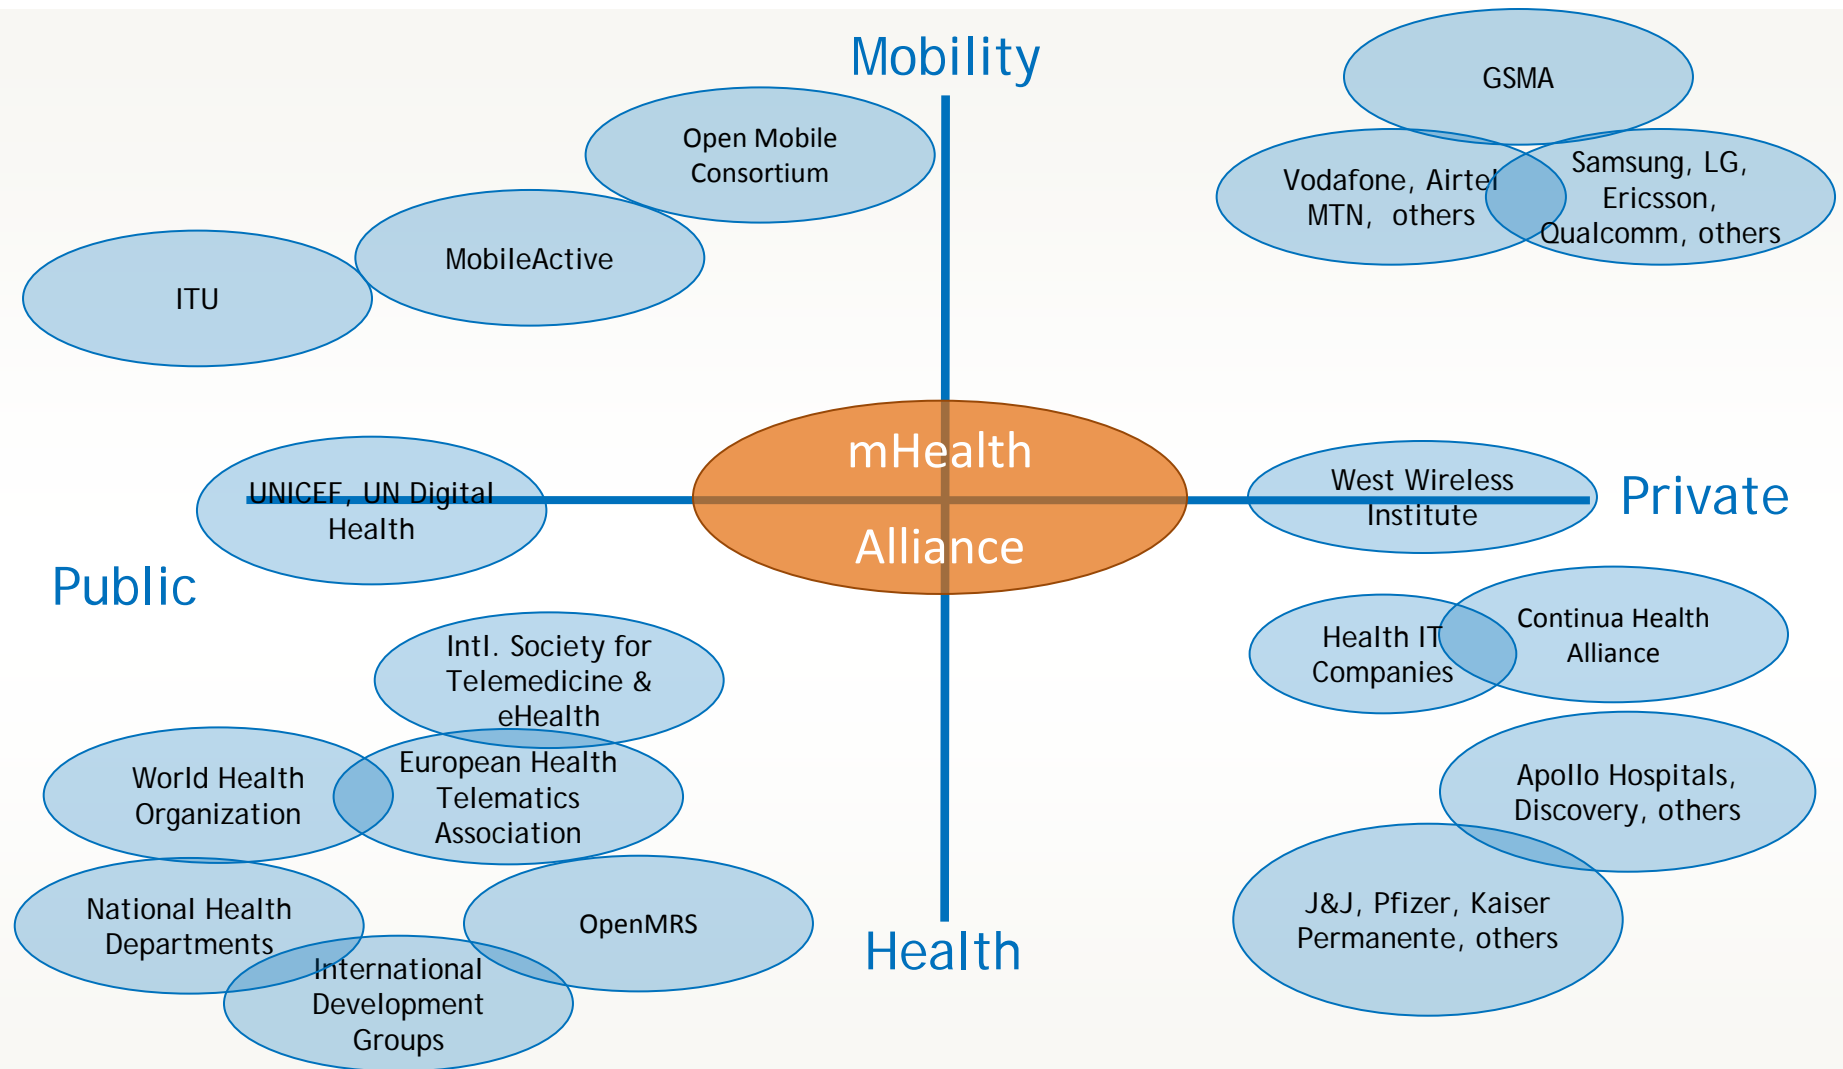 Mobility
GSMA
Open Mobile
Consortium
Vodafone, Airtel
MTN, others
Samsung, LG,
Ericsson,
Qualcomm, others
MobileActive
ITU
mHealth
Alliance
UNICEF, UN Digital
Health
West Wireless
Institute
Private
Public
Intl. Society for
Telemedicine &
eHealth
Health IT
Companies
Continua Health
Alliance
World Health
Organization
European Health
Telematics
Association
Apollo Hospitals,
Discovery, others
National Health
Departments
OpenMRS
J&J, Pfizer, Kaiser
Permanente, others
Health
International
Development
Groups